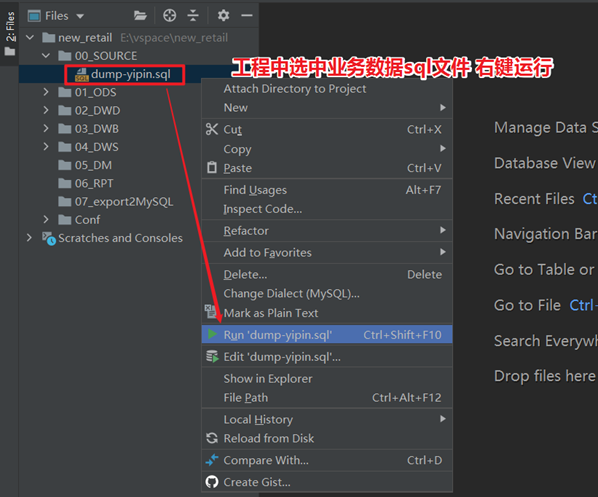 2: Files
Files
new_retail E:\vspace\new_retail
00_SOURCE
dump-yipin.sql
工程中选中业务数据sql文件 右键运行
01_ODS
02_DWD
03_DWB
04_DWS
05_DM
06_RPT
07_export2MySQL
Conf
Scratches and Consoles
Attach Directory to Project
New
Cut Ctrl+X
Copy
Paste Ctrl+V
Find Usages Alt+F7
Inspect Code...
Refactor
Add to Favorites
Delete... Delete
Change Dialect (MySQL)...
Mark as Plain Text
Run 'dump-yipin.sql' Ctrl+Shift+F10
Edit 'dump-yipin.sql'...
Show in Explorer
File Path Ctrl+Alt+F12
Local History
Reload from Disk
Compare With... Ctrl+D
Create Gist...
Manage Data S
Database View
Recent Files Ct
Navigation Bar
Go to Table or
Go to File Ctrl+
Search Everywh
Drop files here